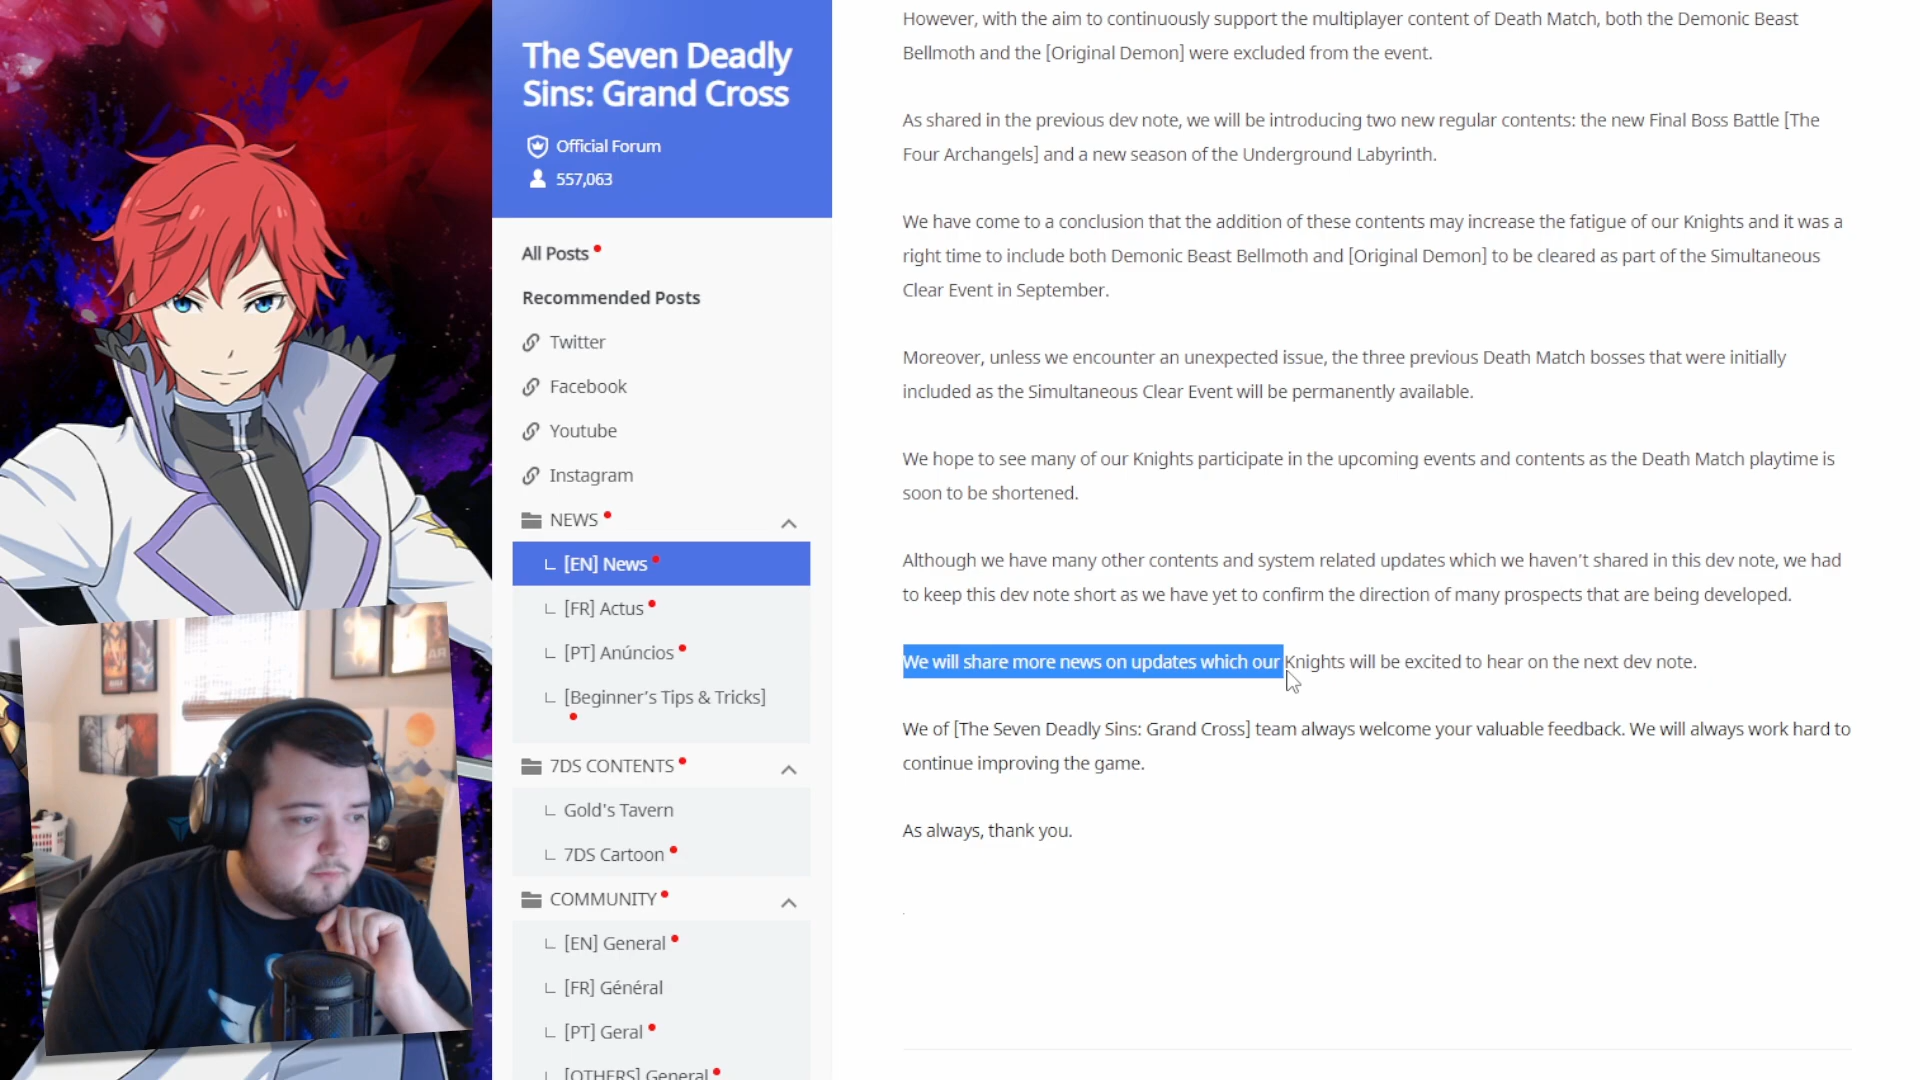 The Seven Deadly
Sins: Grand Cross
Official Forum
557,063
All Posts
Recommended Posts
Twitter
Facebook
Youtube
Instagram
NEWS
[EN] News
[FR] Actus
[PT] Anúncios
[Beginner's Tips & Tricks]
7DS CONTENTS
Gold's Tavern
7DS Cartoon
COMMUNITY
[EN] General
[FR] Général
[PT] Geral
[OTHERS] General
However, with the aim to continuously support the multiplayer content of Death Match, both the Demonic Beast
Bellmoth and the [Original Demon] were excluded from the event.
As shared in the previous dev note, we will be introducing two new regular contents: the new Final Boss Battle [The
Four Archangels] and a new season of the Underground Labyrinth.
We have come to a conclusion that the addition of these contents may increase the fatigue of our Knights and it was a
right time to include both Demonic Beast Bellmoth and [Original Demon] to be cleared as part of the Simultaneous
Clear Event in September.
Moreover, unless we encounter an unexpected issue, the three previous Death Match bosses that were initially
included as the Simultaneous Clear Event will be permanently available.
We hope to see many of our Knights participate in the upcoming events and contents as the Death Match playtime is
soon to be shortened.
Although we have many other contents and system related updates which we haven't shared in this dev note, we had
to keep this dev note short as we have yet to confirm the direction of many prospects that are being developed.
We will share more news on updates which our Knights will be excited to hear on the next dev note.
We of [The Seven Deadly Sins: Grand Cross] team always welcome your valuable feedback. We will always work hard to
continue improving the game.
As always, thank you.
.